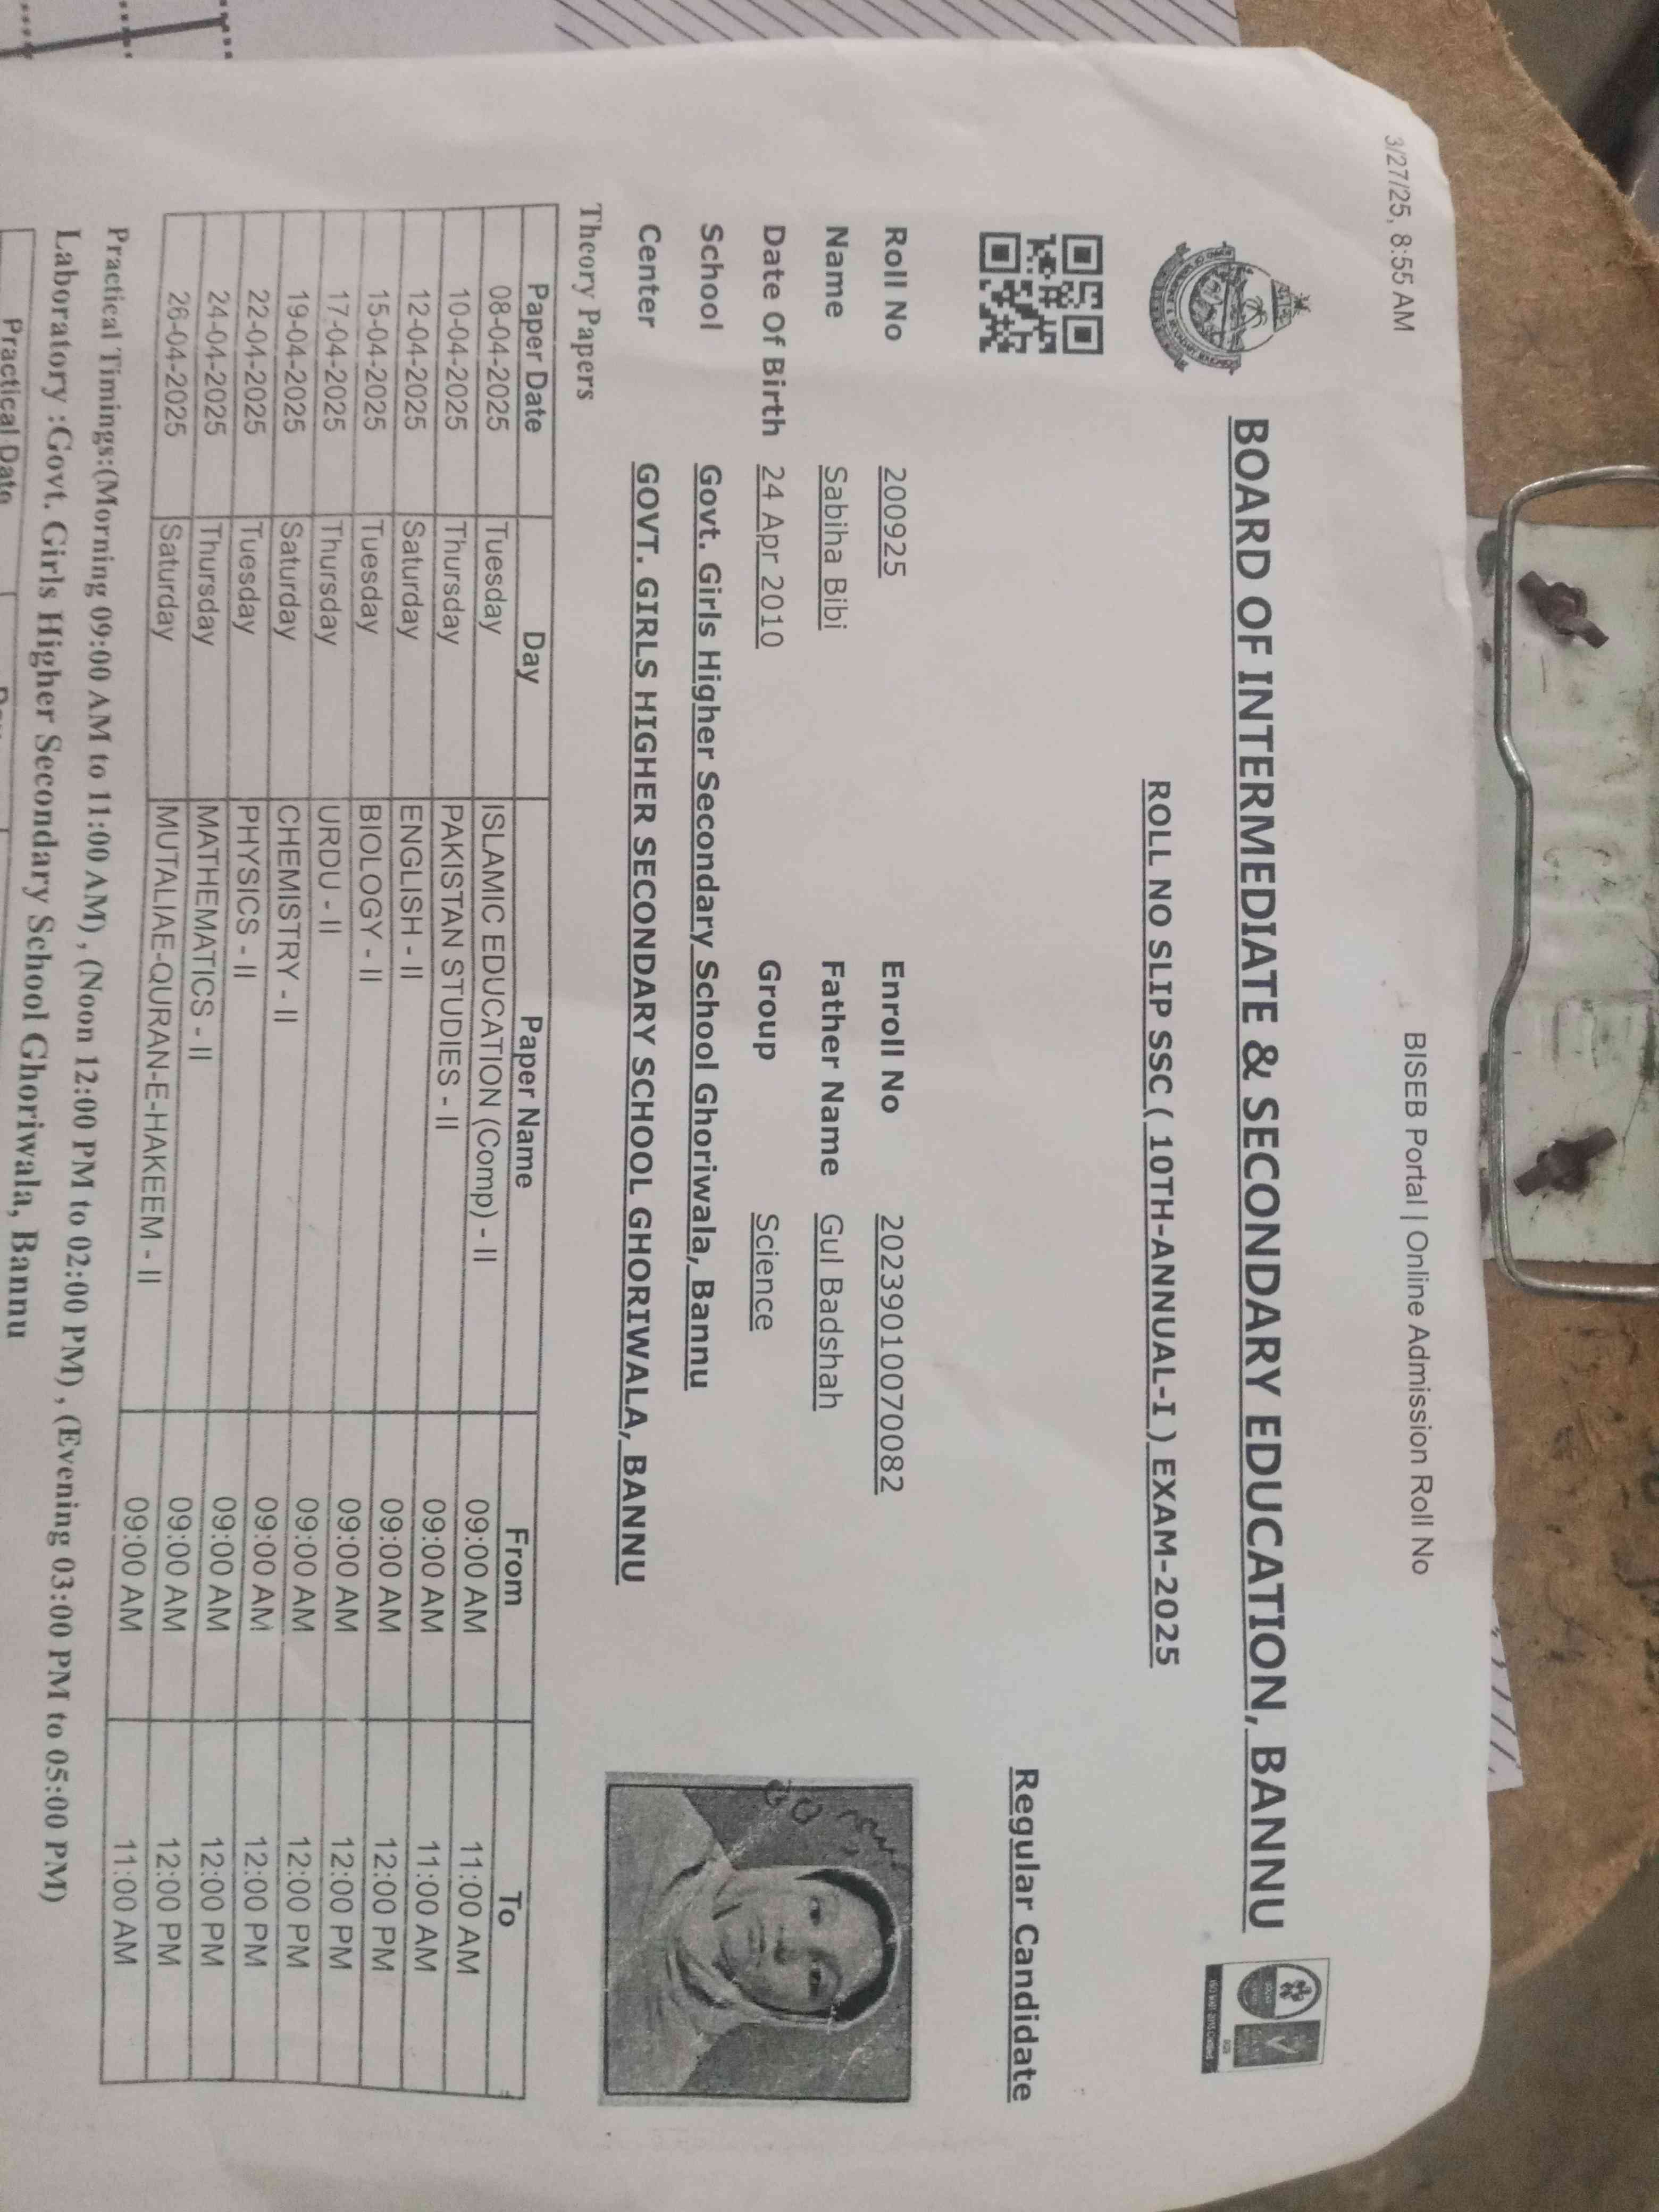 3/27/25, 8:55 AM BISEB Portal | Online Admission Roll No
BOARD OF INTERMEDIATE & SECONDARY EDUCATION, BANNU
ROLL NO SLIP SSC ( 10TH-ANNUAL-I ) EXAM-2025
Regular Candidate
Roll No 200925 Enroll No 2023901070082
Name Sabiha Bibi Father Name Gul Badshah
Date Of Birth 24 Apr 2010 Group Science
School Govt. Girls Higher Secondary School Ghoriwala, Bannu
Center GOVT. GIRLS HIGHER SECONDARY SCHOOL GHORIWALA, BANNU
Theory Papers
Paper Date Day Paper Name From To
08-04-2025 Tuesday ISLAMIC EDUCATION (Comp) - II 09:00 AM 11:00 AM
10-04-2025 Thursday PAKISTAN STUDIES - II 09:00 AM 11:00 AM
12-04-2025 Saturday ENGLISH - II 09:00 AM 12:00 PM
15-04-2025 Tuesday BIOLOGY - II 09:00 AM 12:00 PM
17-04-2025 Thursday URDU - II 09:00 AM 12:00 PM
19-04-2025 Saturday CHEMISTRY - II 09:00 AM 12:00 PM
22-04-2025 Tuesday PHYSICS - II 09:00 AM 12:00 PM
24-04-2025 Thursday MATHEMATICS - II 09:00 AM 12:00 PM
26-04-2025 Saturday MUTALIAE-QURAN-E-HAKEEM - II 09:00 AM 11:00 AM
Practical Timings:(Morning 09:00 AM to 11:00 AM) , (Noon 12:00 PM to 02:00 PM) , (Evening 03:00 PM to 05:00 PM)
Laboratory :Govt. Girls Higher Secondary School Ghoriwala, Bannu
Practical Date